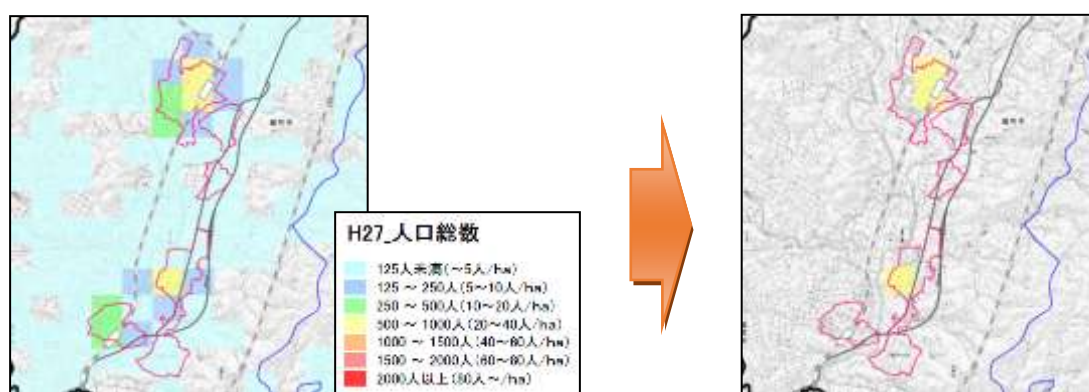 H27_人口総数
125人未満(～5人/ha)
125 ～ 250人(5～10人/ha)
250 ～ 500人(10～20人/ha)
500 ～ 1000人(20～40人/ha)
1000 ～ 1500人(40～60人/ha)
1500 ～ 2000人(60～80人/ha)
2000人以上(80人～/ha)